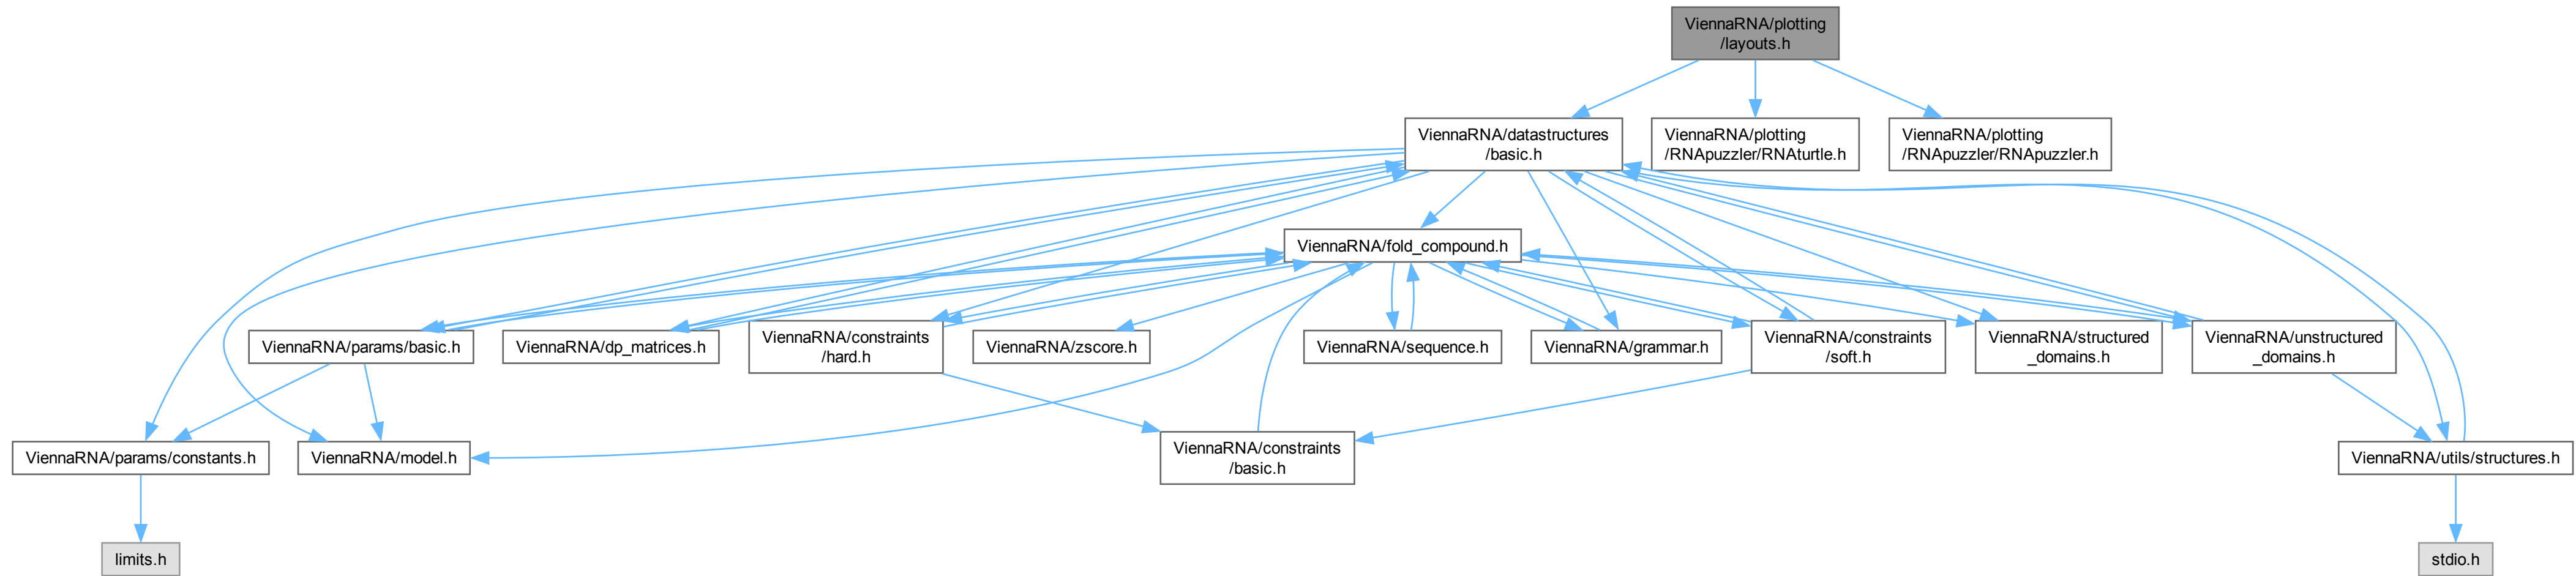 ViennaRNA/plotting
/layouts.h
ViennaRNA/datastructures
/basic.h
ViennaRNA/plotting
/RNApuzzler/RNAturtle.h
ViennaRNA/plotting
/RNApuzzler/RNApuzzler.h
ViennaRNA/fold_compound.h
ViennaRNA/params/basic.h
ViennaRNA/dp_matrices.h
ViennaRNA/constraints
/hard.h
ViennaRNA/zscore.h
ViennaRNA/sequence.h
ViennaRNA/grammar.h
ViennaRNA/constraints
/soft.h
ViennaRNA/structured
_domains.h
ViennaRNA/unstructured
_domains.h
ViennaRNA/params/constants.h
ViennaRNA/model.h
ViennaRNA/constraints
/basic.h
ViennaRNA/utils/structures.h
limits.h
stdio.h